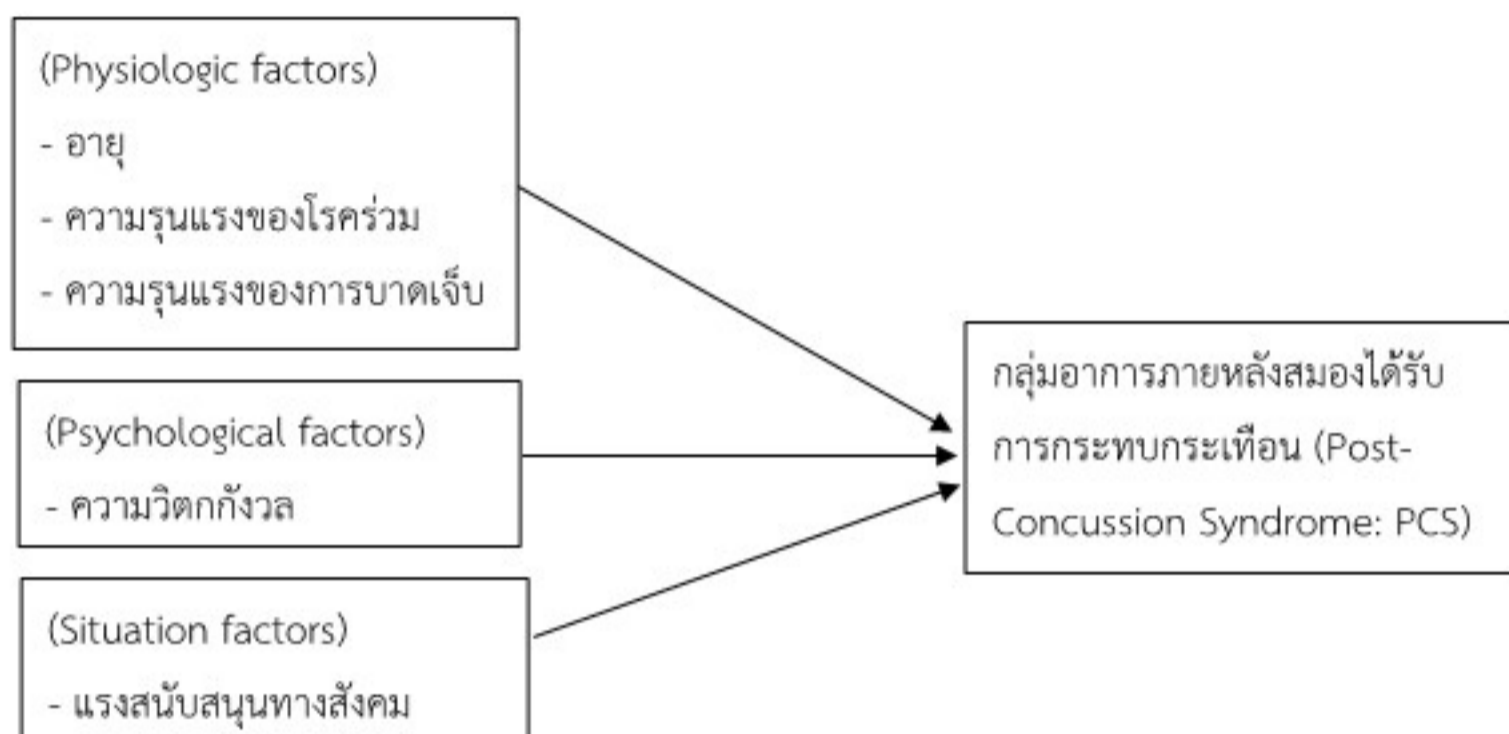 (Physiologic factors)
- อายุ
- ความรุนแรงของโรคร่วม
- ความรุนแรงของการบาดเจ็บ
(Psychological factors)
- ความวิตกกังวล
(Situation factors)
- แรงสนับสนุนทางสังคม
กลุ่มอาการภายหลังสมองได้รับ
การกระทบกระเทือน (Post-
Concussion Syndrome: PCS)